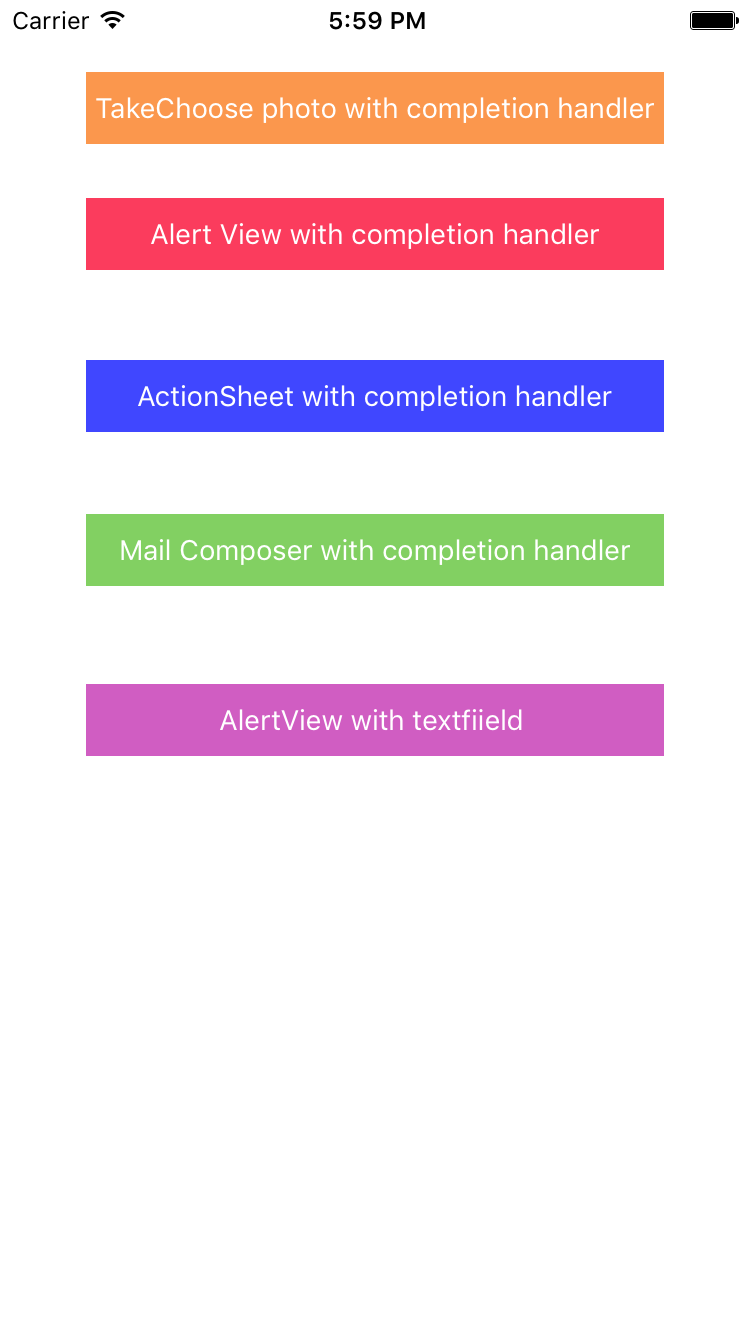 Carrier 5:59 PM
TakeChoose photo with completion handler
Alert View with completion handler
ActionSheet with completion handler
Mail Composer with completion handler
AlertView with textfiield